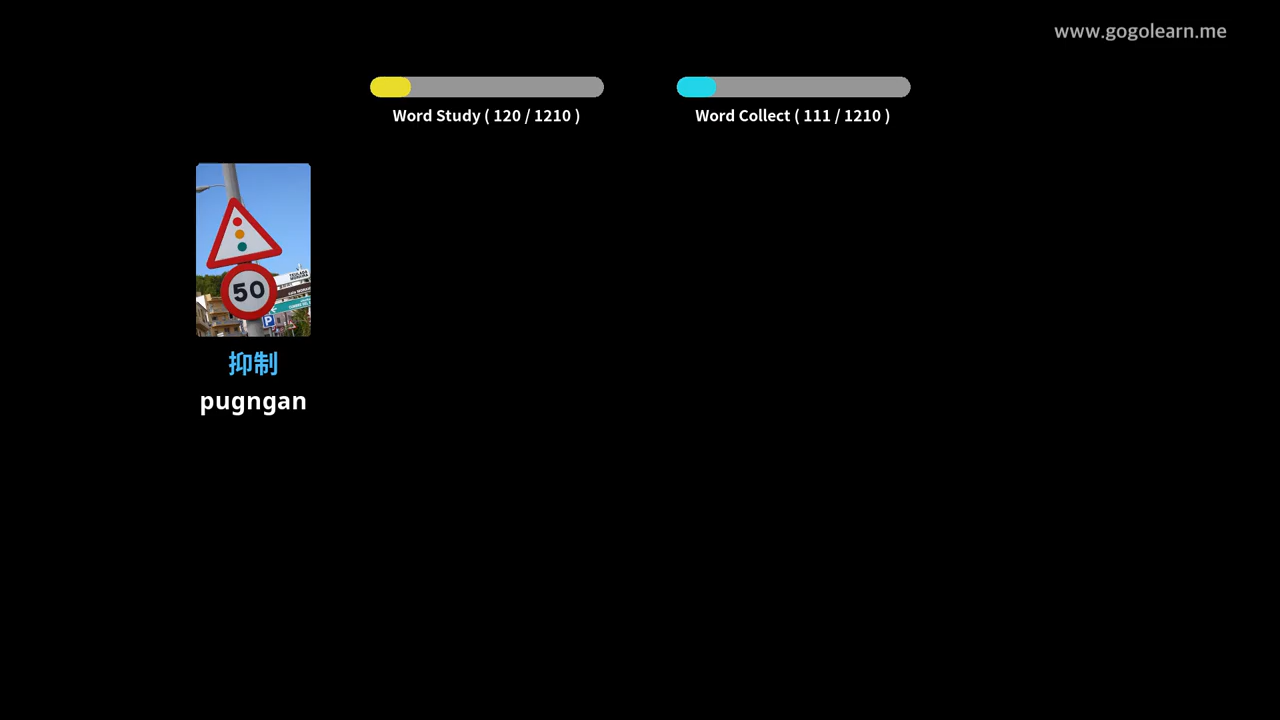 www.gogolearn.me
Word Study ( 120 / 1210 )
Word Collect ( 111 / 1210 )
50
P
抑制
pugngan